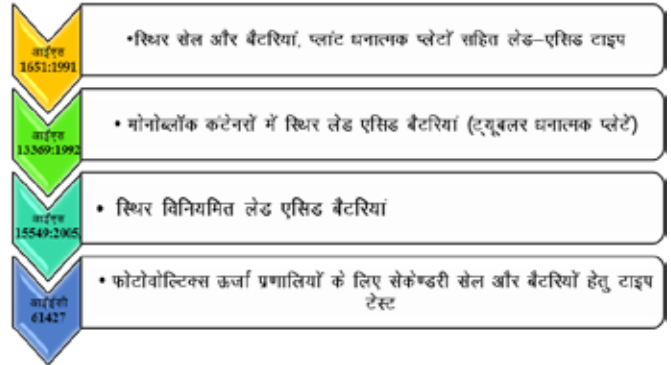 आईएस
1651:1991
•स्थिर सेल और बैटरियां, प्लांट धनात्मक प्लेटों सहित लेड–एसिड टाइप
आईएस
13369:1992
• मोनोब्लॉक कंटेनरों में स्थिर लेड एसिड बैटरियां (ट्यूबलर धनात्मक प्लेटें)
आईएस
15549:2005
• स्थिर विनियमित लेड एसिड बैटरियां
आईईसी
61427
• फोटोवोल्टिक्स ऊर्जा प्रणालियों के लिए सेकेण्डरी सेल और बैटरियों हेतु टाइप
टेस्ट